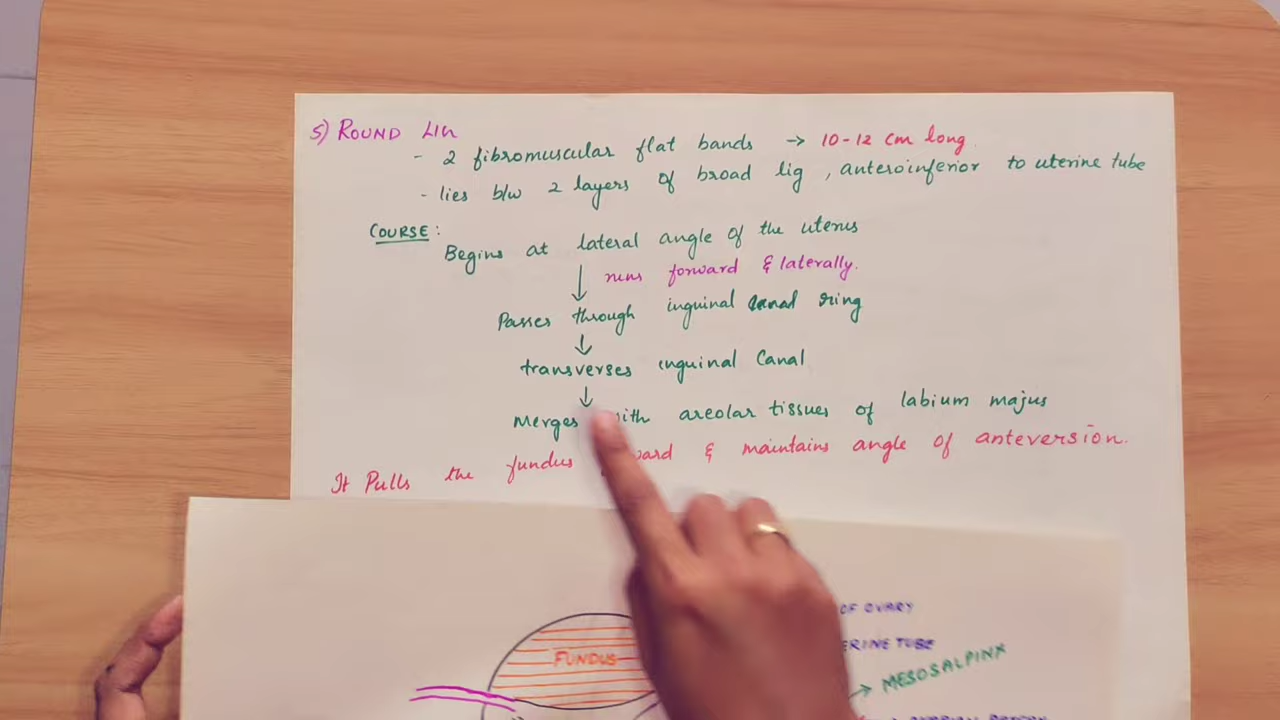 5) ROUND LIG
- 2 fibromuscular flat bands → 10-12 cm long
- lies b/w 2 layers of broad lig, anteroinferior to uterine tube
COURSE:
Begins at lateral angle of the uterus
↓ runs forward & laterally.
Passes through inguinal ring
↓
transverses inguinal Canal
↓
Merges with areolar tissues of labium majus
It Pulls the fundus & maintains angle of anteversion.
OF OVARY
FUNDUS
TUBE
→ MESOSALPINX